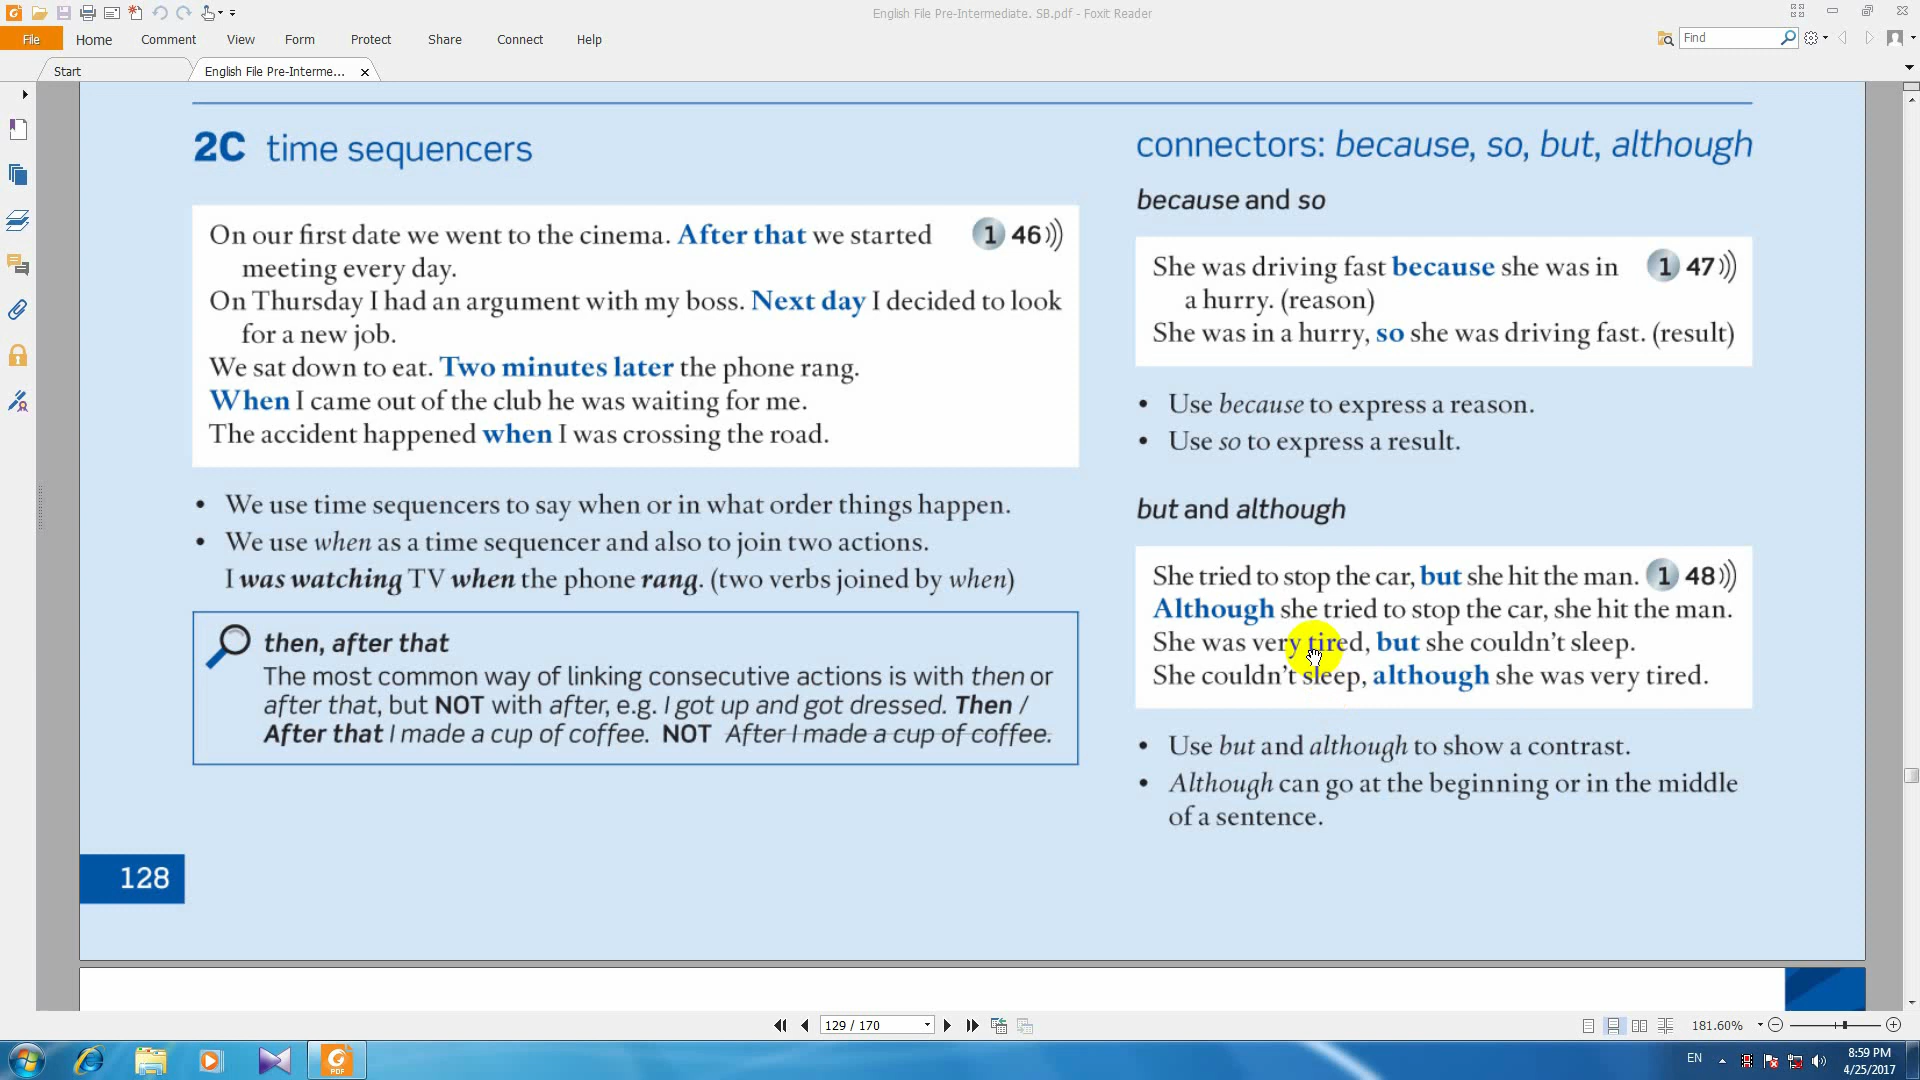 English File Pre-Intermediate. SB.pdf - Foxit Reader
File Home Comment View Form Protect Share Connect Help
Find
Start
English File Pre-Interme...
2C time sequencers
On our first date we went to the cinema. After that we started
meeting every day.
1 46
On Thursday I had an argument with my boss. Next day I decided to look
for a new job.
We sat down to eat. Two minutes later the phone rang.
When I came out of the club he was waiting for me.
The accident happened when I was crossing the road.
• We use time sequencers to say when or in what order things happen.
• We use when as a time sequencer and also to join two actions.
I was watching TV when the phone rang. (two verbs joined by when)
then, after that
The most common way of linking consecutive actions is with then or
after that, but NOT with after, e.g. I got up and got dressed. Then /
After that I made a cup of coffee. NOT After I made a cup of coffee.
128
connectors: because, so, but, although
because and so
She was driving fast because she was in
a hurry. (reason)
1 47
She was in a hurry, so she was driving fast. (result)
• Use because to express a reason.
• Use so to express a result.
but and although
She tried to stop the car, but she hit the man.
1 48
Although she tried to stop the car, she hit the man.
She was very tired, but she couldn't sleep.
She couldn't sleep, although she was very tired.
• Use but and although to show a contrast.
• Although can go at the beginning or in the middle
of a sentence.
129 / 170
181.60%
PDF
EN
8:59 PM
4/25/2017